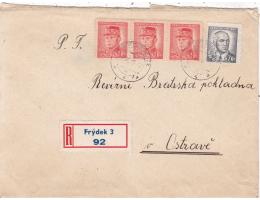 P. T.
Revírní Bratrská pokladna
v Ostravě
R
Frýdek 3
92